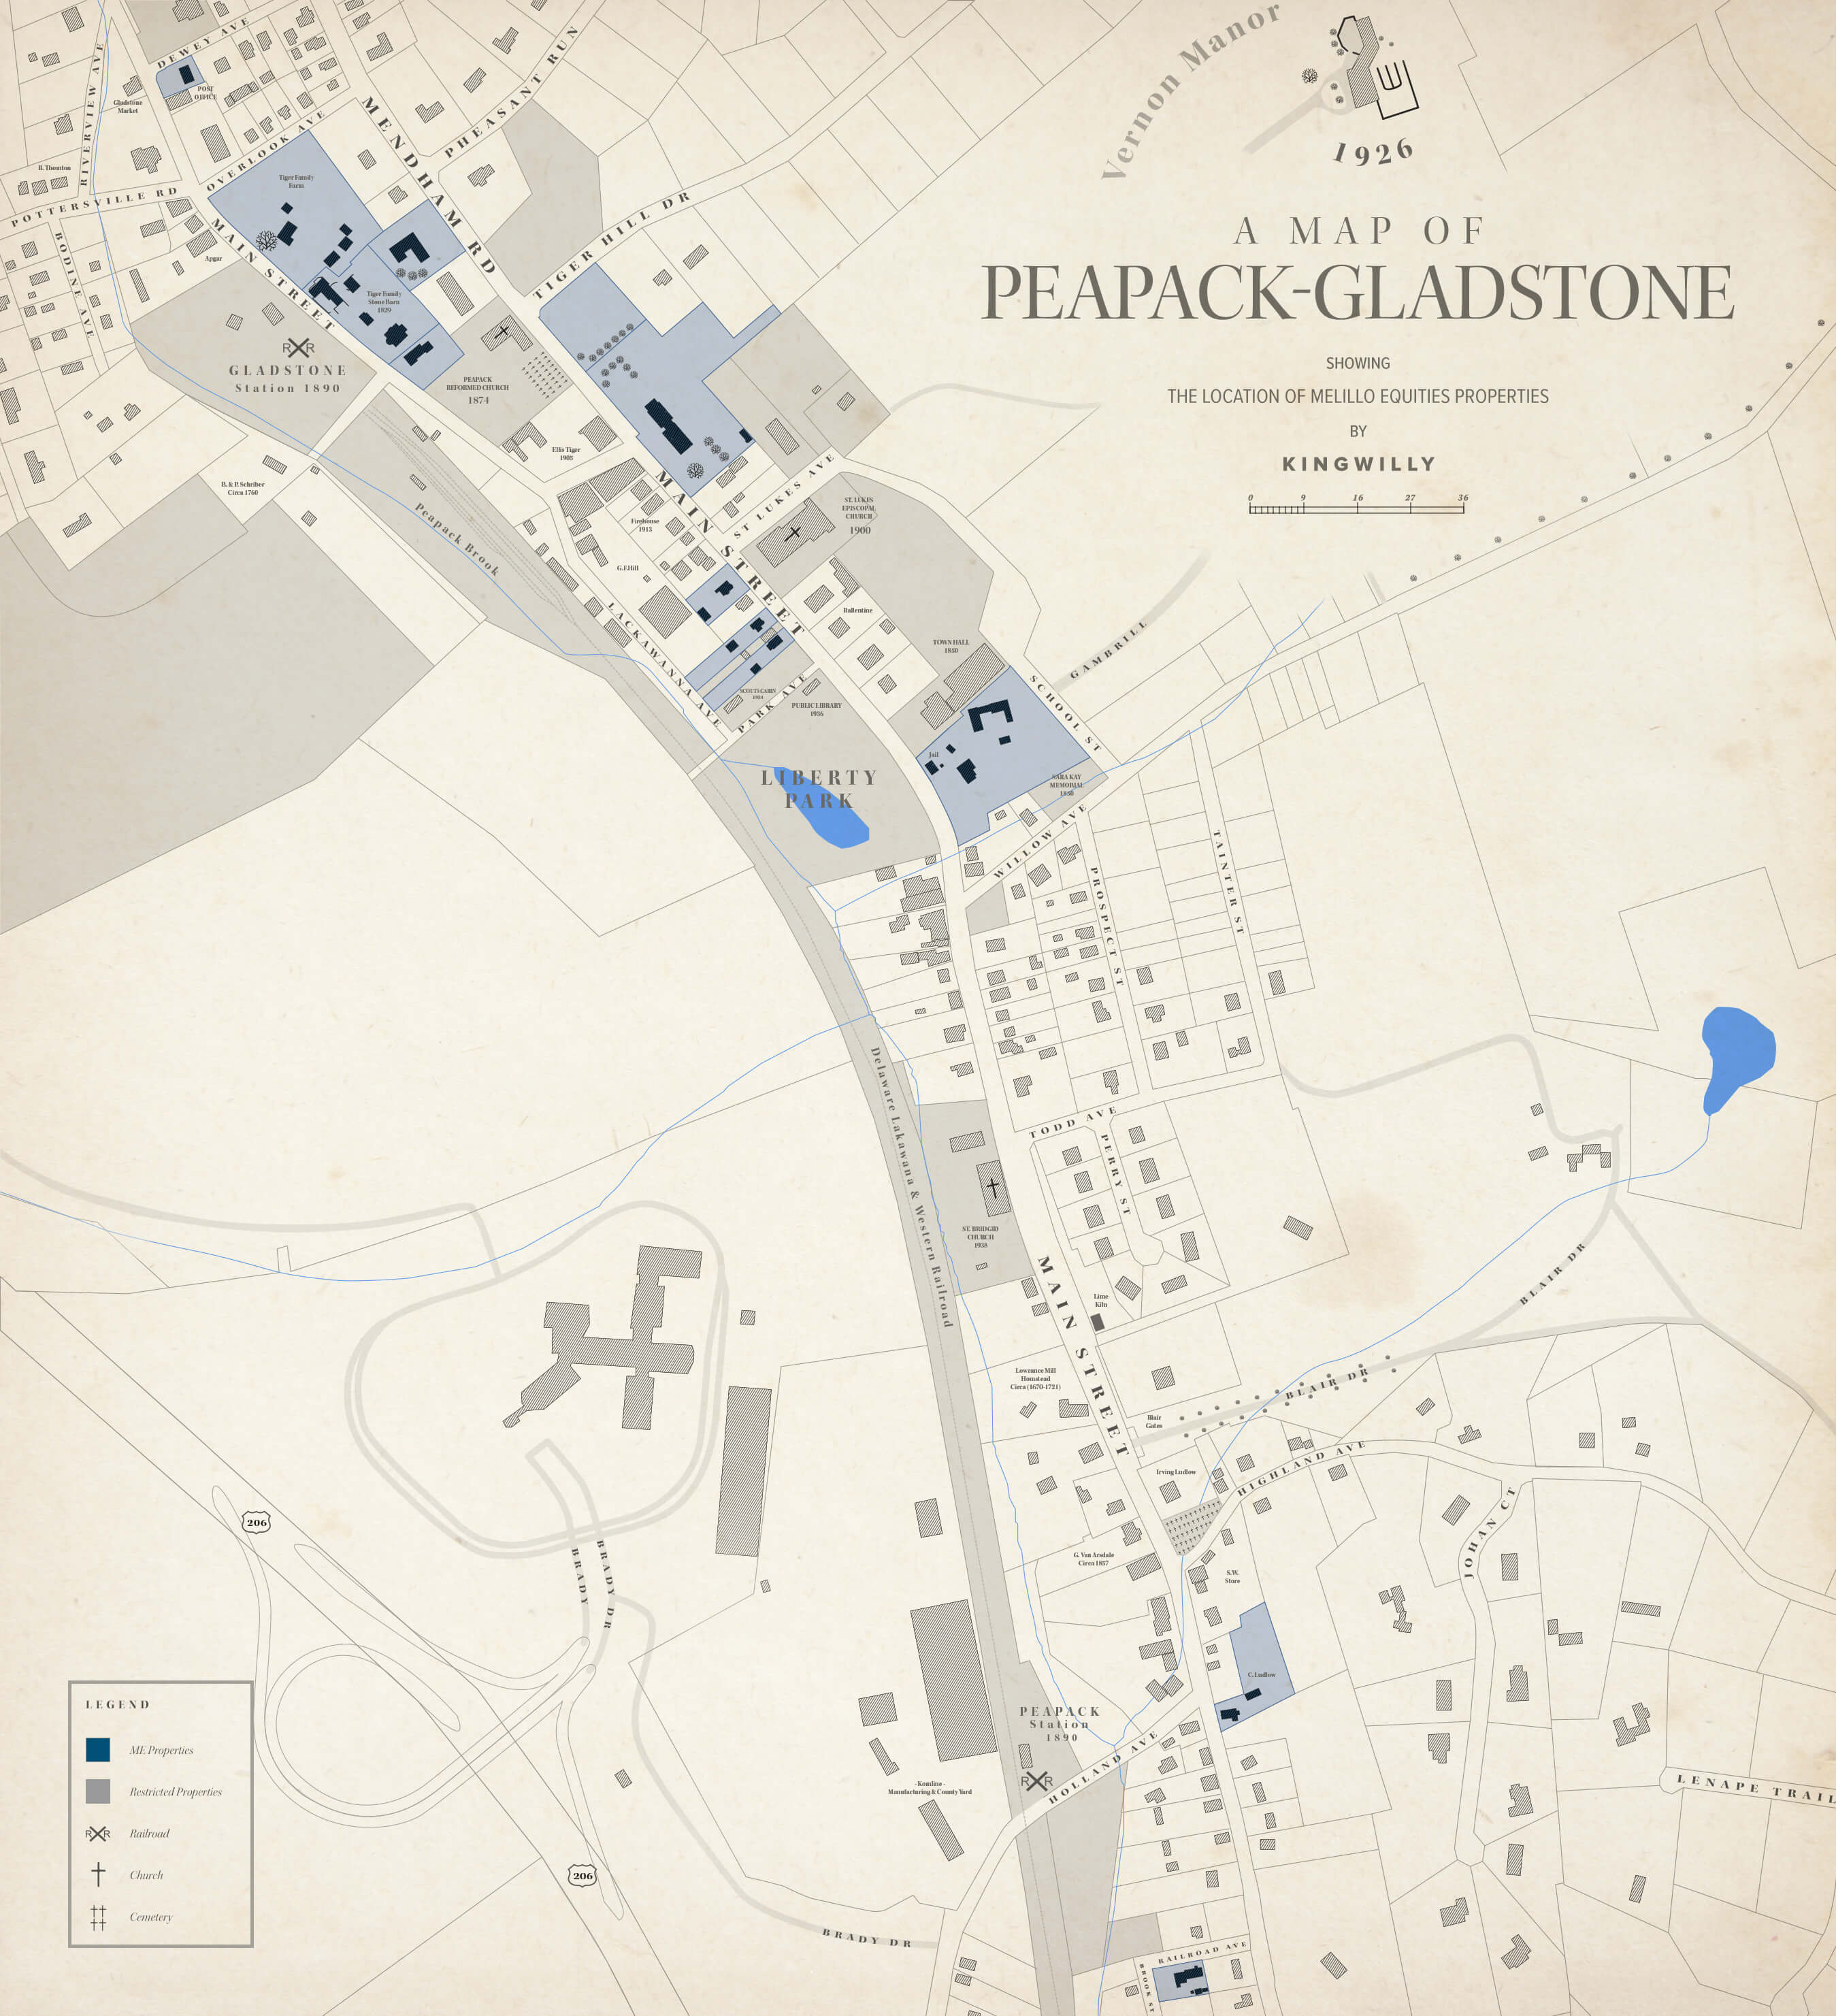 Vernon Manor
1926
A MAP OF
PEAPACK-GLADSTONE
SHOWING
THE LOCATION OF MELILLO EQUITIES PROPERTIES
BY
KINGWILLY
0 9 16 27 36
DEWEY AVE
RIVERVIEW AVE
Gladstone
Market
POST
OFFICE
OVERLOOK AVE
MENDHAM RD
PHEASANT RUN
B. Thomton
POTTERSVILLE RD
BODINE AVE
Apgar
MAIN STREET
Tiger Family
Farm
Tiger Family
Stone Barn
1829
TIGER HILL DR
R R
GLADSTONE
Station 1890
PEAPACK
REFORMED CHURCH
1874
Ellis Tiger
1903
B. & P. Schriber
Circa 1760
Peapack Brook
Firehouse
1913
G.F.Hill
MAIN STREET
ST LUKES AVE
ST. LUKES
EPISCOPAL
CHURCH
1900
Ballentine
LACKAWANNA AVE
SCOUTS CABIN
1934
PARK AVE
PUBLIC LIBRARY
1936
TOWN HALL
1850
GAMBRILL
SCHOOL ST
Jail
SARA KAY
MEMORIAL
1850
LIBERTY
PARK
WILLOW AVE
PROSPECT ST
TAINTER ST
Delaware Lakawana & Western Railroad
TODD AVE
PERRY ST
ST. BRIDGID
CHURCH
1938
MAIN STREET
Lime
Kiln
BLAIR DR
Lowrance Mill
Homstead
Circa (1670-1721)
BLAIR DR
Blair
Gates
Irving Ludlow
HIGHLAND AVE
JOHAN CT
G. Van Arsdale
Circa 1857
S.W.
Store
206
BRADY
BRADY DR
C. Ludlow
PEAPACK
Station
1890
R R
HOLLAND AVE
- Komline -
Manufacturing & County Yard
LENAPE TRAIL
206
BRADY DR
RAILROAD AVE
BROOK ST
LEGEND
ME Properties
Restricted Properties
R R Railroad
Church
Cemetery